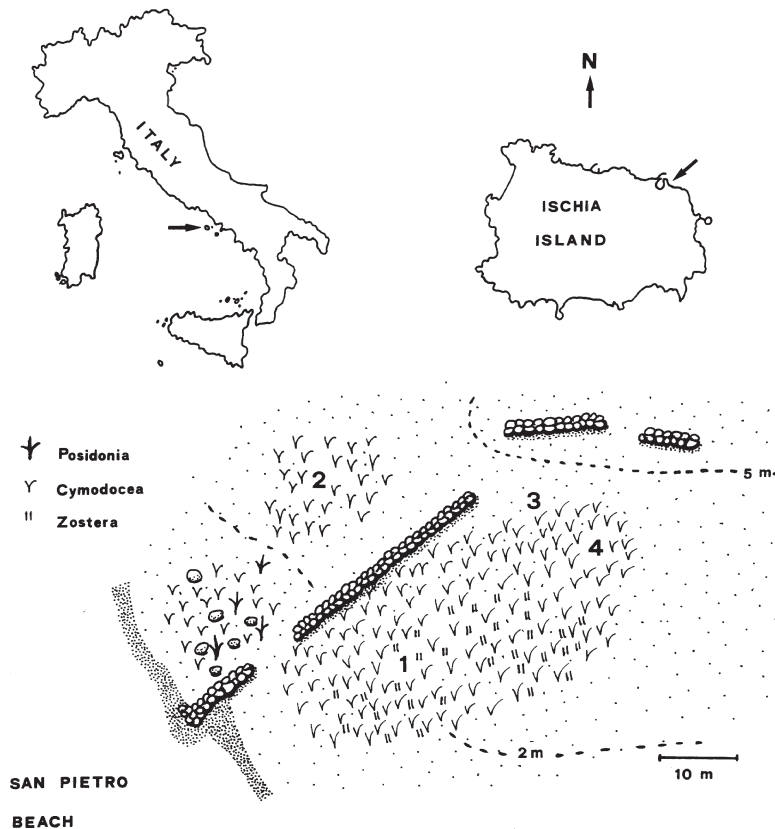 ITALY
N
ISCHIA
ISLAND
Posidonia
Cymodocea
Zostera
2
3
4
1
5 m
2 m
10 m
SAN PIETRO
BEACH